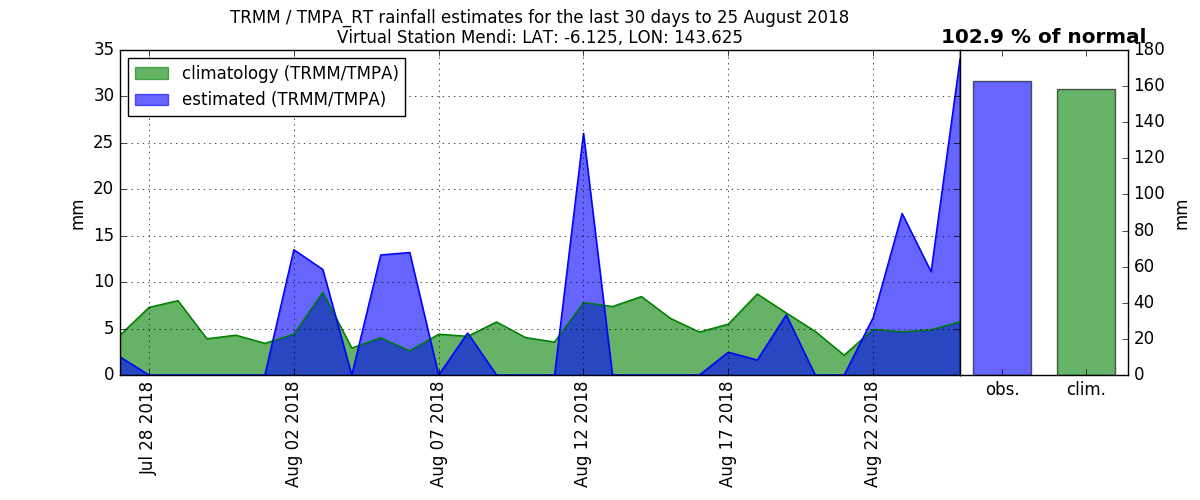 TRMM / TMPA_RT rainfall estimates for the last 30 days to 25 August 2018
Virtual Station Mendi: LAT: -6.125, LON: 143.625
102.9 % of normal
climatology (TRMM/TMPA)
estimated (TRMM/TMPA)
mm
35
30
25
20
15
10
5
0
Jul 28 2018
Aug 02 2018
Aug 07 2018
Aug 12 2018
Aug 17 2018
Aug 22 2018
obs.
clim.
180
160
140
120
100
80
60
40
20
0
mm